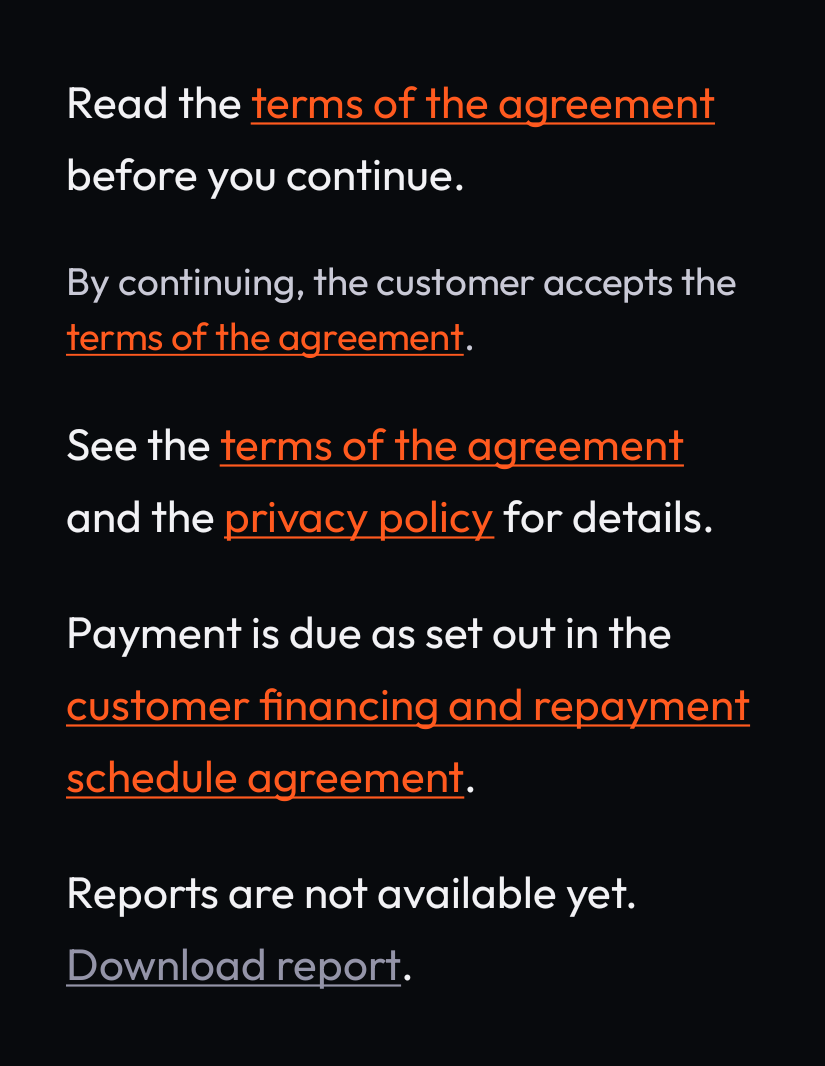 Read the terms of the agreement
before you continue.
By continuing, the customer accepts the
terms of the agreement.
See the terms of the agreement
and the privacy policy for details.
Payment is due as set out in the
customer financing and repayment
schedule agreement.
Reports are not available yet.
Download report.